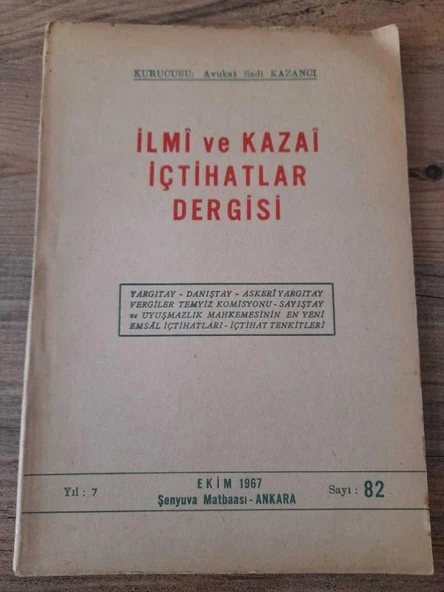 KURUCUSU: Avukat Sadi KAZANCI
İLMÎ ve KAZAÎ
İÇTİHATLAR
DERGİSİ
YARGITAY - DANIŞTAY - ASKERİ YARGITAY
VERGİLER TEMYİZ KOMİSYONU - SAYIŞTAY
ve UYUŞMAZLIK MAHKEMESİNİN EN YENİ
EMSÂL İÇTİHATLARI - İÇTİHAT TENKİTLERİ
Yıl : 7
EKİM 1967
Şenyuva Matbaası - ANKARA
Sayı : 82